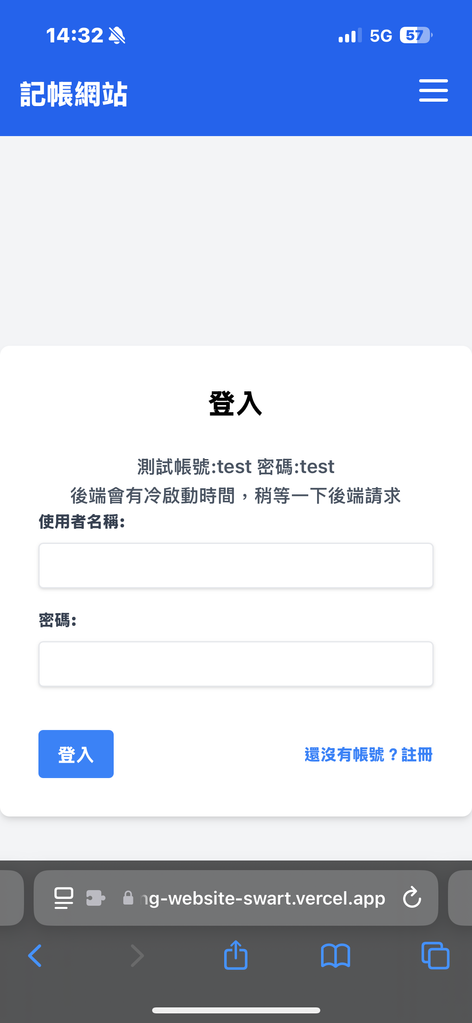 14:32
5G 57
記帳網站
登入
測試帳號:test 密碼:test
後端會有冷啟動時間，稍等一下後端請求
使用者名稱:
密碼:
登入
還沒有帳號？註冊
ng-website-swart.vercel.app